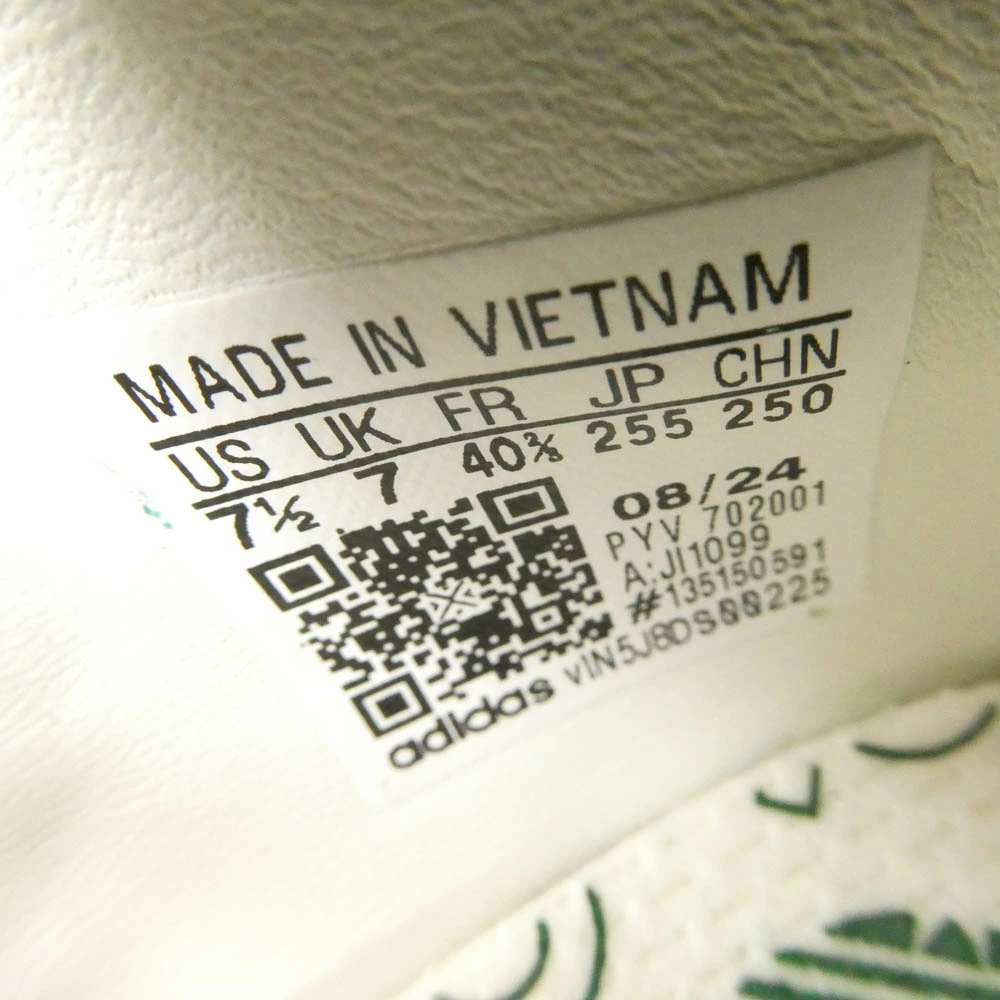 MADE IN VIETNAM
US UK FR JP CHN
7½ 7 40⅔ 255 250
08/24
PYV 702001
A:JI1099
#135150591
adidas vIN5J8DS00225